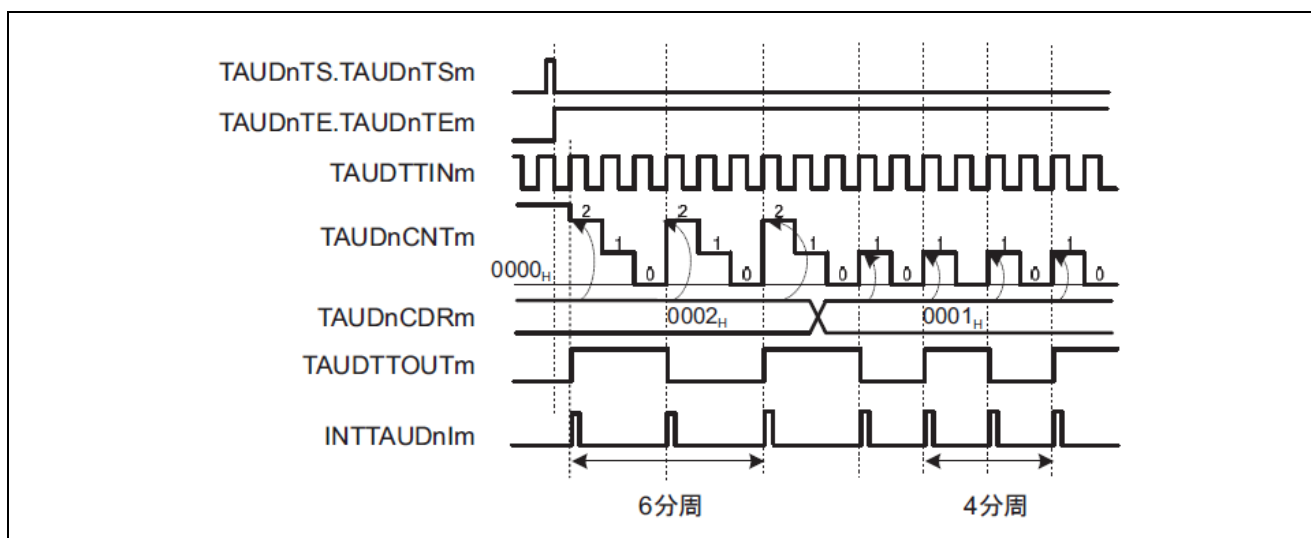 TAUDnTS.TAUDnTSm
TAUDnTE.TAUDnTEm
TAUDTTINm
TAUDnCNTm
2 1 0 2 1 0 2 1 0 1 0 1 0 1 0 1 0
0000H
TAUDnCDRm
0002H 0001H
TAUDTTOUTm
INTTAUDnIm
6分周 4分周